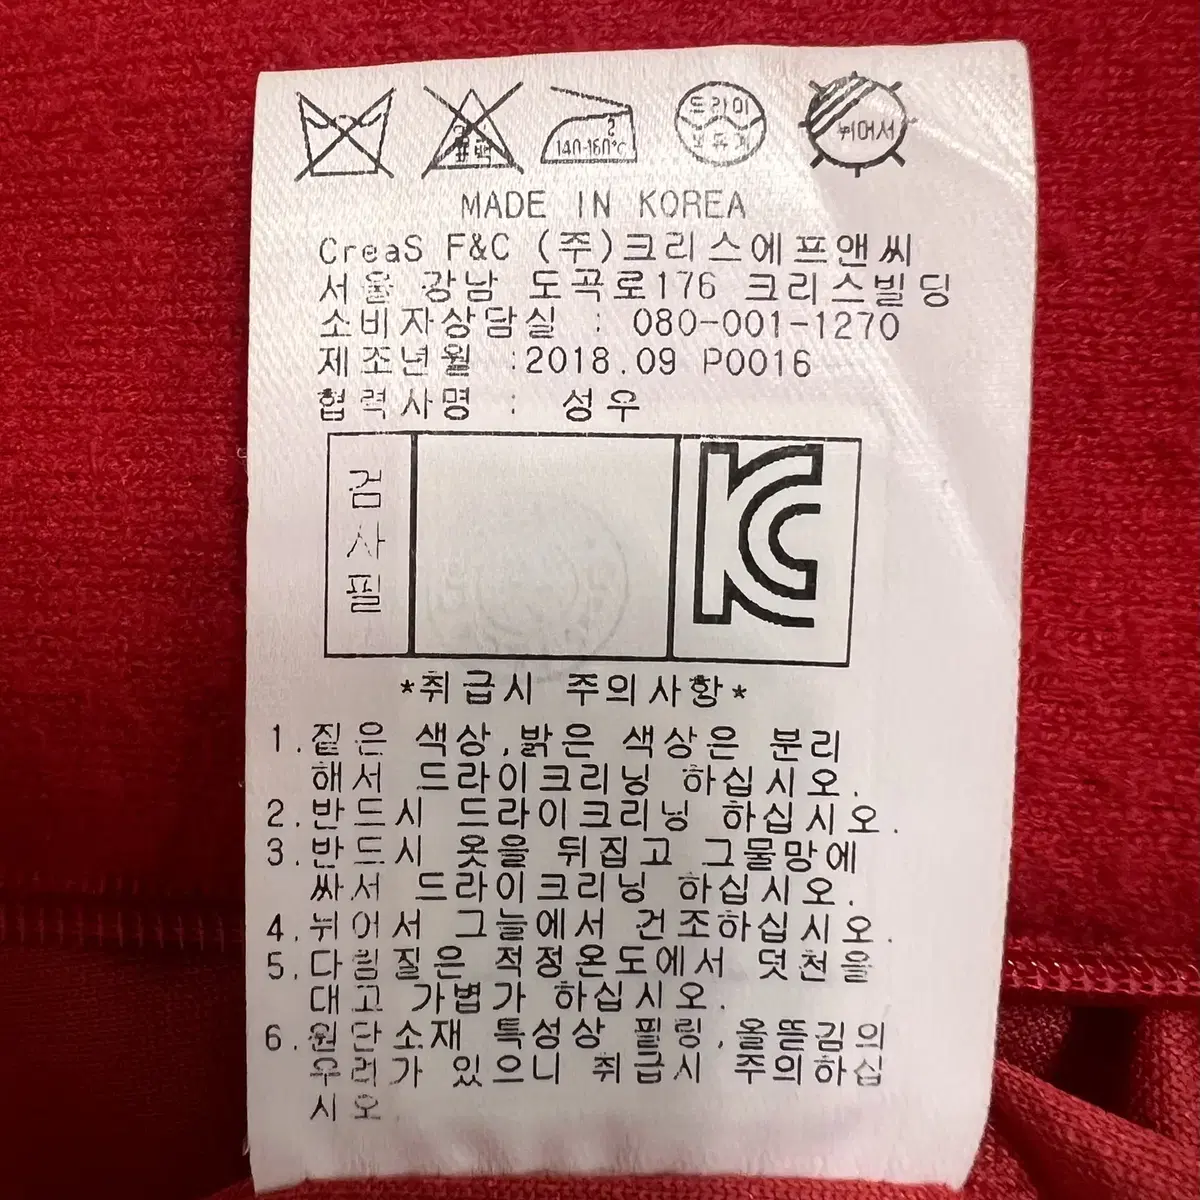 염소
표백
2
140-160°C
드라이
석유계
뉘어서
MADE IN KOREA
CreaS F&C (주)크리스에프앤씨
서울 강남 도곡로176 크리스빌딩
소비자상담실 : 080-001-1270
제조년월 :2018.09 P0016
협력사명 : 성우
검
사
필
KC
*취급시 주의사항*
1.짙은 색상,밝은 색상은 분리
해서 드라이크리닝 하십시오.
2.반드시 드라이크리닝 하십시오.
3.반드시 옷을 뒤집고 그물망에
싸서 드라이크리닝 하십시오.
4.뉘어서 그늘에서 건조하십시오.
5.다림질은 적정온도에서 덧천을
대고 가볍가 하십시오.
6.원단소재 특성상 필링,올뜯김의
우려가 있으니 취급시 주의하십
시오